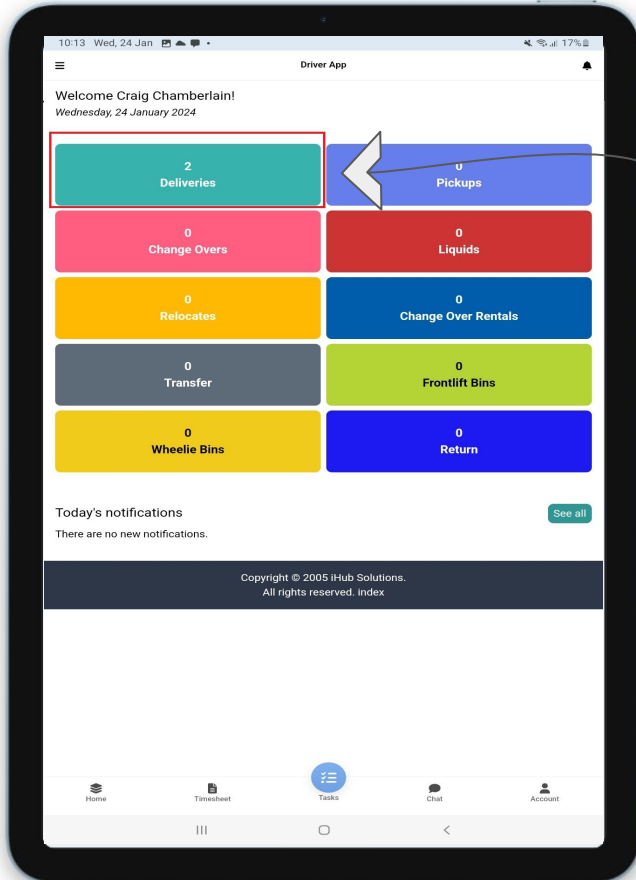 10:13 Wed, 24 Jan
17%
Driver App
Welcome Craig Chamberlain!
Wednesday, 24 January 2024
2
Deliveries
0
Pickups
0
Change Overs
0
Liquids
0
Relocates
0
Change Over Rentals
0
Transfer
0
Frontlift Bins
0
Wheelie Bins
0
Return
Today's notifications
See all
There are no new notifications.
Copyright © 2005 iHub Solutions.
All rights reserved. index
Home
Timesheet
Tasks
Chat
Account